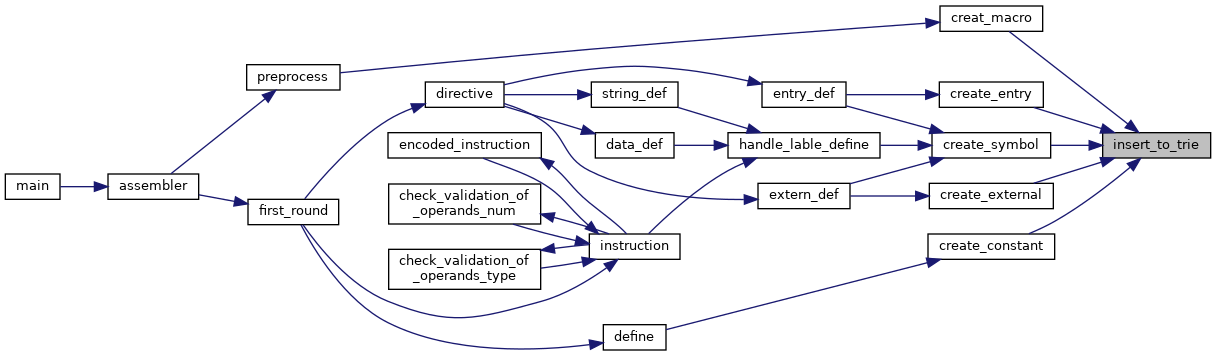 creat_macro
preprocess
directive
string_def
entry_def
create_entry
encoded_instruction
data_def
handle_lable_define
create_symbol
insert_to_trie
main
assembler
first_round
check_validation_of
_operands_num
extern_def
create_external
instruction
create_constant
check_validation_of
_operands_type
define